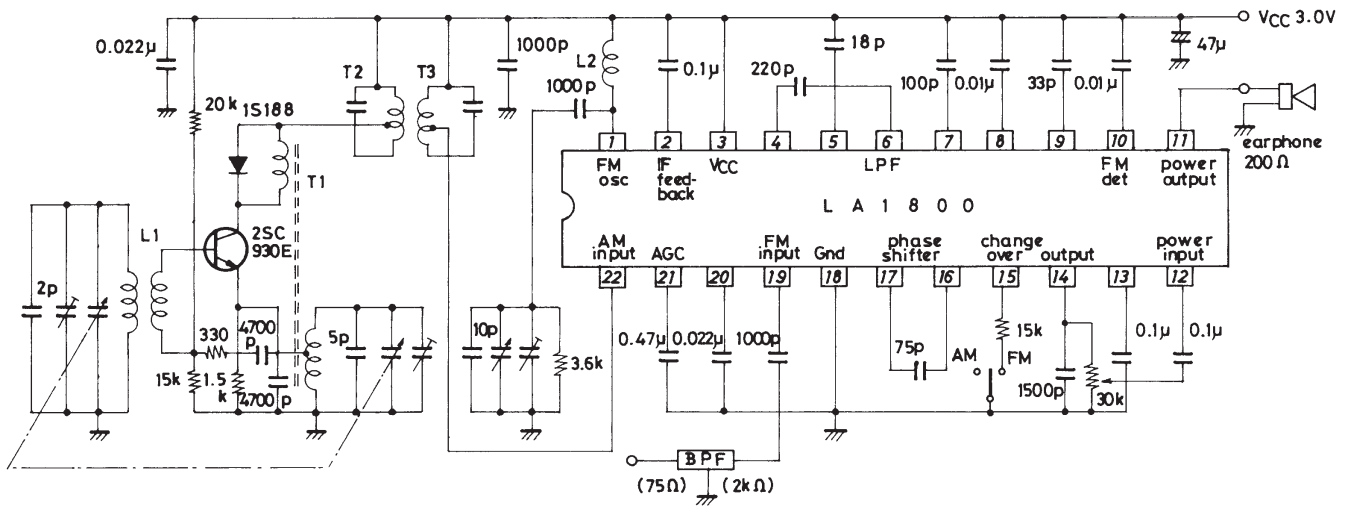 VCC 3.0V
0.022μ
1000p
L2
0.1μ
18p
47μ
T2
T3
1000p
220p
100p
0.01μ
33p
0.01μ
20k
1S188
earphone
200Ω
1
2
3
4
5
6
7
8
9
10
11
FM
osc
IF
feed-
back
VCC
LPF
FM
det
power
output
T1
LA1800
L1
2SC
930E
AM
input
AGC
FM
input
Gnd
phase
shifter
change
over
output
power
input
22
21
20
19
18
17
16
15
14
13
12
2p
330
4700
p
5p
10p
3.6k
0.47μ
0.022μ
1000p
75p
15k
AM
FM
0.1μ
0.1μ
15k
1.5
k
4700p
1500p
30k
BPF
(75Ω)
(2kΩ)